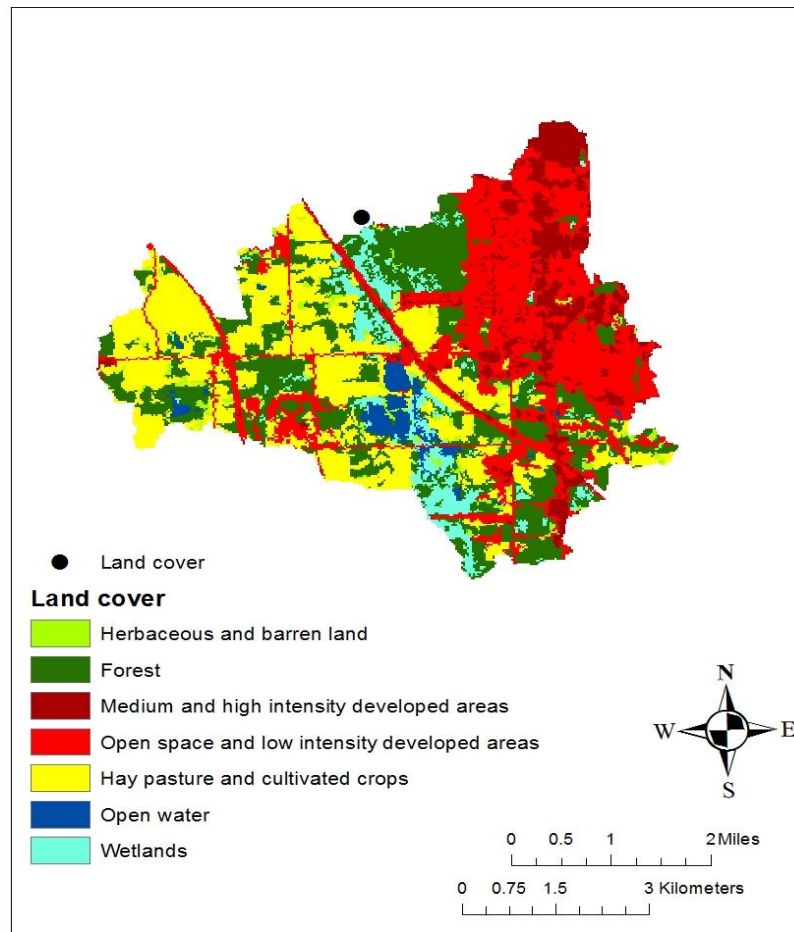 Land cover
Land cover
Herbaceous and barren land
Forest
Medium and high intensity developed areas
Open space and low intensity developed areas
Hay pasture and cultivated crops
Open water
Wetlands
N
W E
S
0 0.5 1 2 Miles
0 0.75 1.5 3 Kilometers